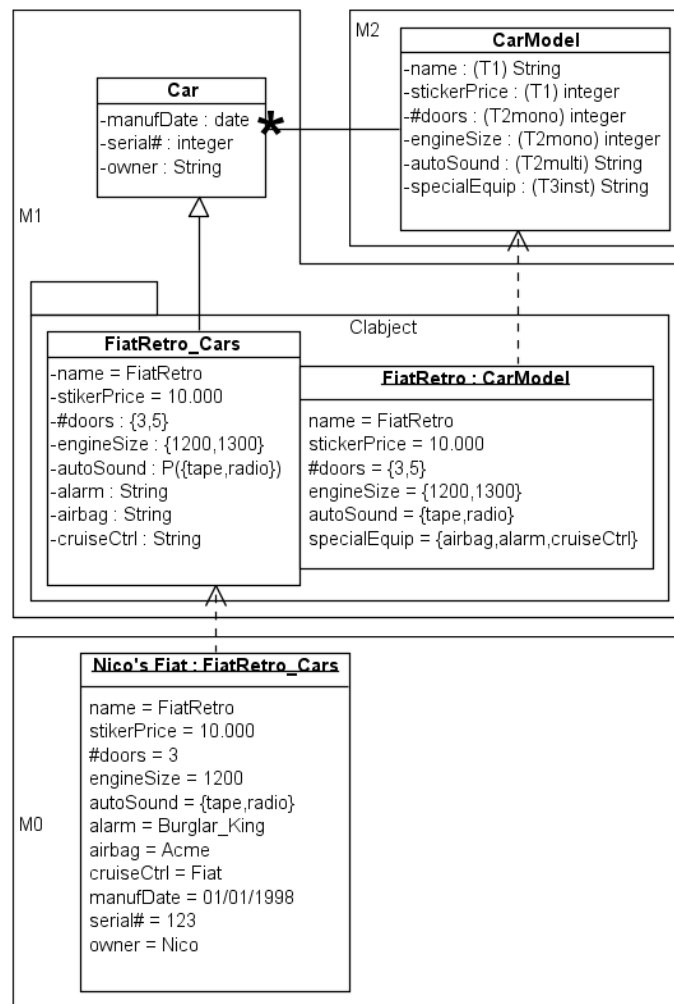 M2
CarModel
-name : (T1) String
-stickerPrice : (T1) integer
-#doors : (T2mono) integer
-engineSize : (T2mono) integer
-autoSound : (T2multi) String
-specialEquip : (T3inst) String
Car
-manufDate : date
-serial# : integer
-owner : String
*
M1
Clabject
FiatRetro_Cars
-name = FiatRetro
-stikerPrice = 10.000
-#doors : {3,5}
-engineSize : {1200,1300}
-autoSound : P({tape,radio})
-alarm : String
-airbag : String
-cruiseCtrl : String
FiatRetro : CarModel
name = FiatRetro
stickerPrice = 10.000
#doors = {3,5}
engineSize = {1200,1300}
autoSound = {tape,radio}
specialEquip = {airbag,alarm,cruiseCtrl}
M0
Nico's Fiat : FiatRetro_Cars
name = FiatRetro
stikerPrice = 10.000
#doors = 3
engineSize = 1200
autoSound = {tape,radio}
alarm = Burglar_King
airbag = Acme
cruiseCtrl = Fiat
manufDate = 01/01/1998
serial# = 123
owner = Nico